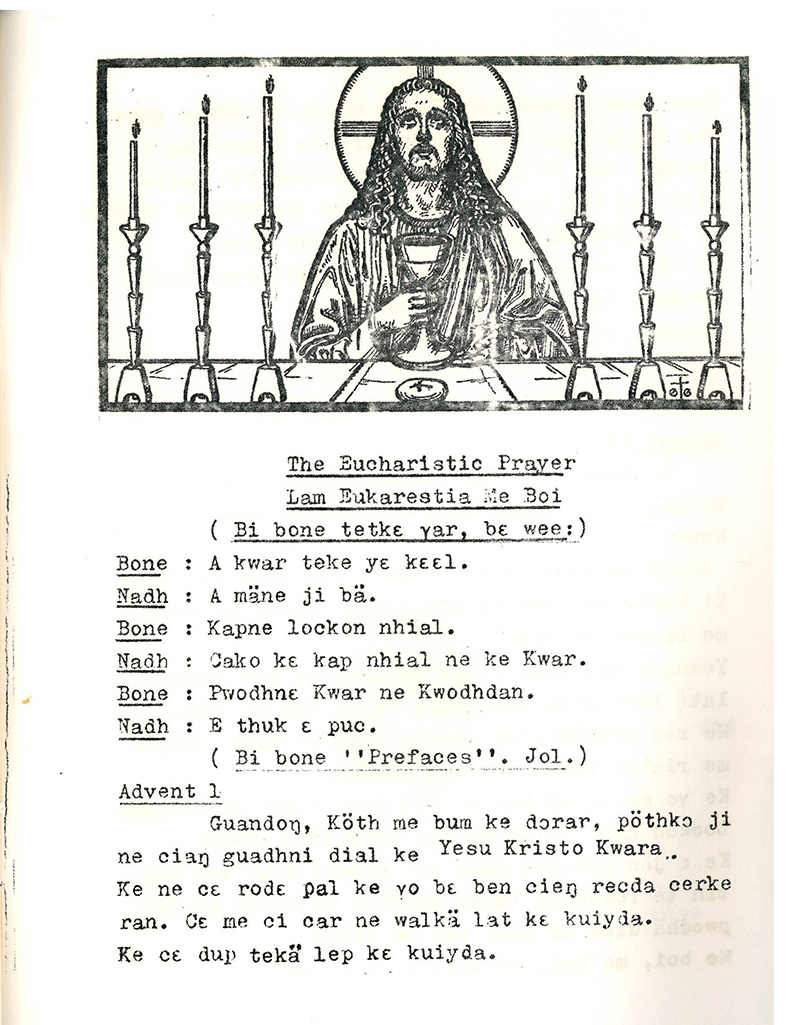 The Eucharistic Prayer
Lam Eukarestia Me Boi
( Bi bone tetkɛ ɣar, bɛ wee:)
Bone : A kwar teke yɛ kɛɛl.
Nadh : A mäne ji bä.
Bone : Kapne lockon nhial.
Nadh : Cako kɛ kap nhial ne ke Kwar.
Bone : Pwodhnɛ Kwar ne Kwodhdan.
Nadh : E thuk ɛ puc.
( Bi bone ''Prefaces''. Jol.)
Advent 1
Guandoŋ, Köth me bum ke dɔrar, pöthkɔ ji
ne ciaŋ guadhni dial ke Yesu Kristo Kwara.
Ke ne cɛ rodɛ pal ke ɣo bɛ ben cieŋ recda cerke
ran. Cɛ me ci car ne walkä lat kɛ kuiyda.
Ke cɛ dup tekä lep kɛ kuiyda.